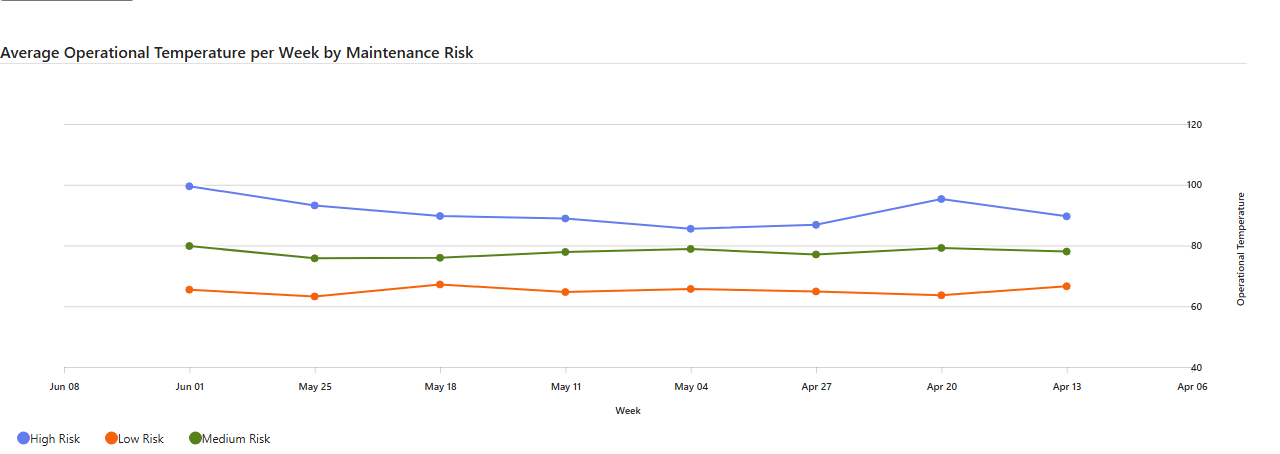 Average Operational Temperature per Week by Maintenance Risk
120
100
80
60
40
Operational Temperature
Jun 08 Jun 01 May 25 May 18 May 11 May 04 Apr 27 Apr 20 Apr 13 Apr 06
Week
High Risk Low Risk Medium Risk